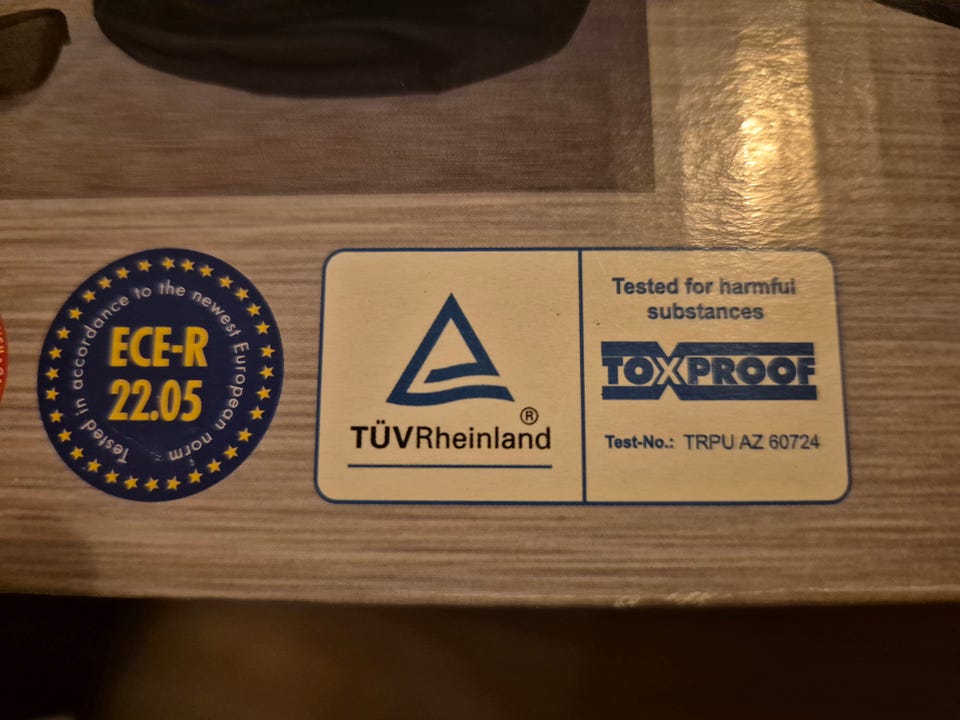 Tested in accordance to the newest European norm
ECE-R
22.05
TÜVRheinland
®
Tested for harmful
substances
TOXPROOF
Test-No.: TRPU AZ 60724